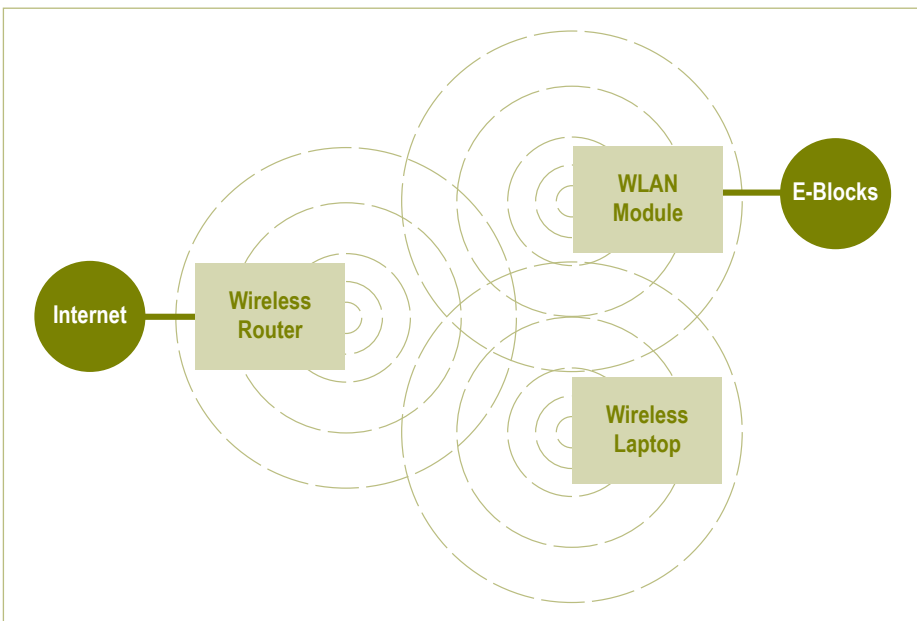 WLAN
Module
E-Blocks
Internet
Wireless
Router
Wireless
Laptop